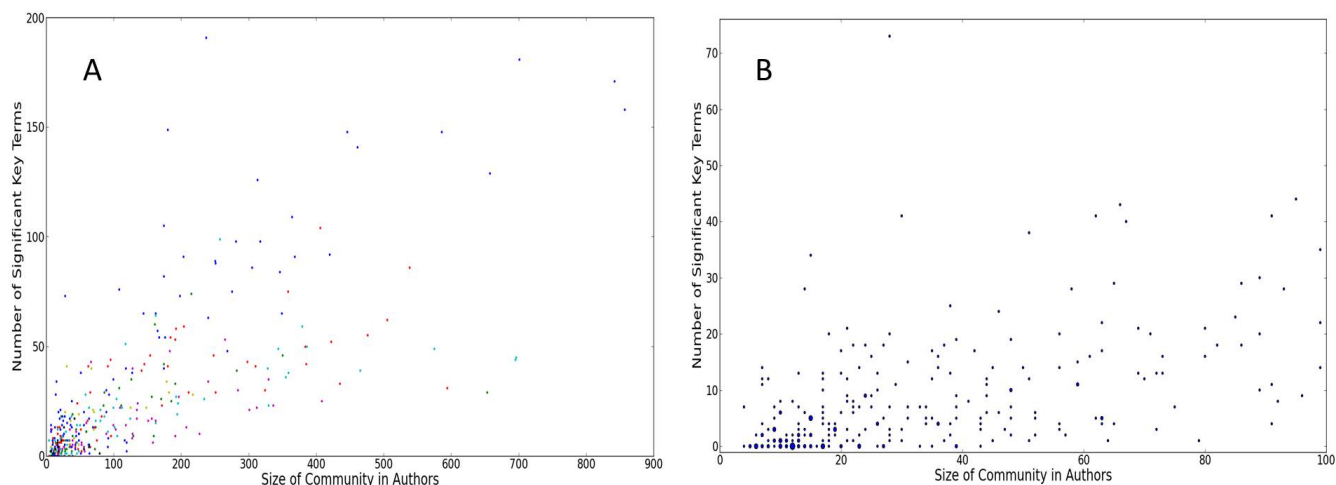 A
Number of Significant Key Terms
200
150
100
50
0
0 100 200 300 400 500 600 700 800 900
Size of Community in Authors
B
Number of Significant Key Terms
70
60
50
40
30
20
10
0
0 20 40 60 80 100
Size of Community in Authors